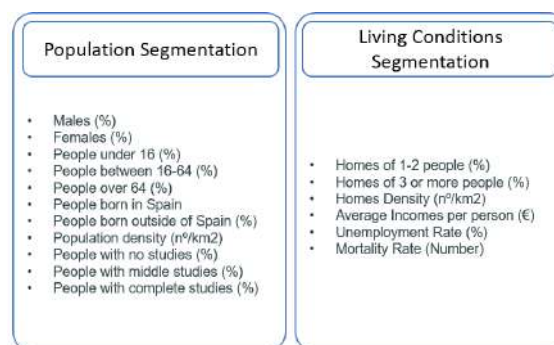 Population Segmentation
• Males (%)
• Females (%)
• People under 16 (%)
• People between 16-64 (%)
• People over 64 (%)
• People born in Spain
• People born outside of Spain (%)
• Population density (nº/km2)
• People with no studies (%)
• People with middle studies (%)
• People with complete studies (%)
Living Conditions
Segmentation
• Homes of 1-2 people (%)
• Homes of 3 or more people (%)
• Homes Density (nº/km2)
• Average Incomes per person (€)
• Unemployment Rate (%)
• Mortality Rate (Number)